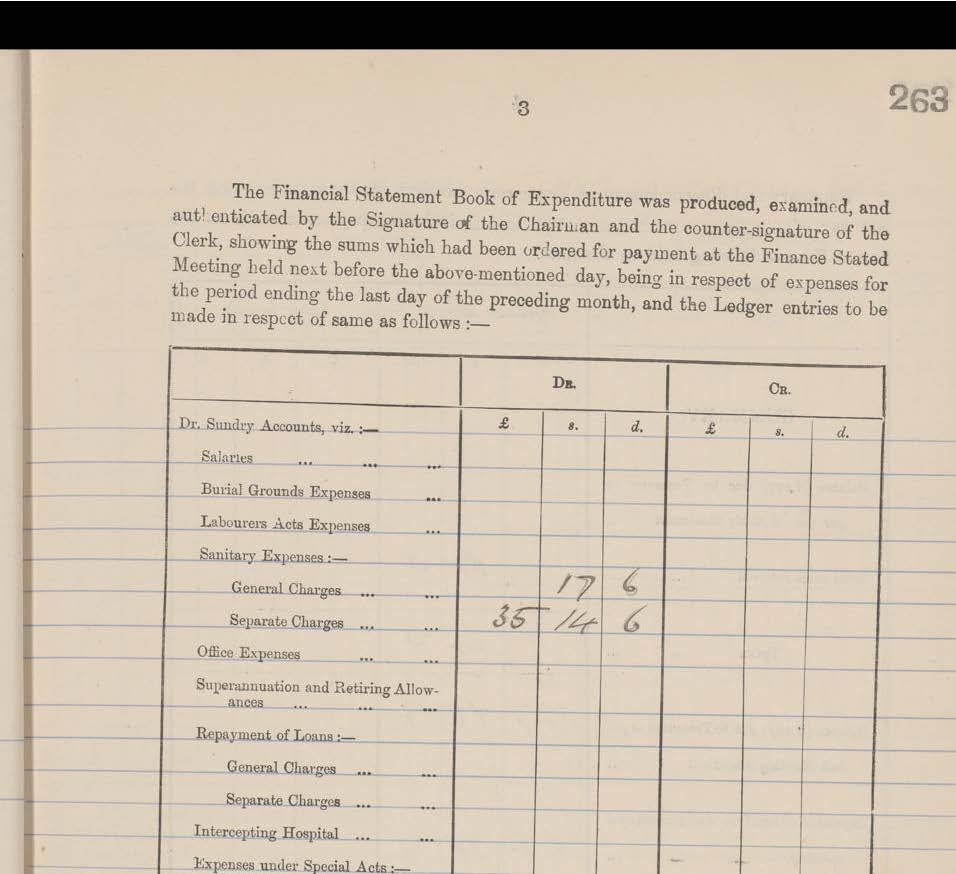 3
263
The Financial Statement Book of Expenditure was produced, examined, and
aut enticated by the Signature of the Chairman and the counter-signature of the
Clerk, showing the sums which had been ordered for payment at the Finance Stated
Meeting held next before the above-mentioned day, being in respect of expenses for
the period ending the last day of the preceding month, and the Ledger entries to be
made in respect of same as follows :—
DR. CR.
Dr. Sundry Accounts, viz. :— £ s. d. £ s. d.
Salaries ... ... ...
Burial Grounds Expenses ...
Labourers Acts Expenses ...
Sanitary Expenses :—
General Charges ... ... 17 6
Separate Charges ... ... 35 14 6
Office Expenses ... ...
Superannuation and Retiring Allow-
ances ... ... ...
Repayment of Loans :—
General Charges ... ...
Separate Charges ... ...
Intercepting Hospital ... ...
Expenses under Special Acts :—